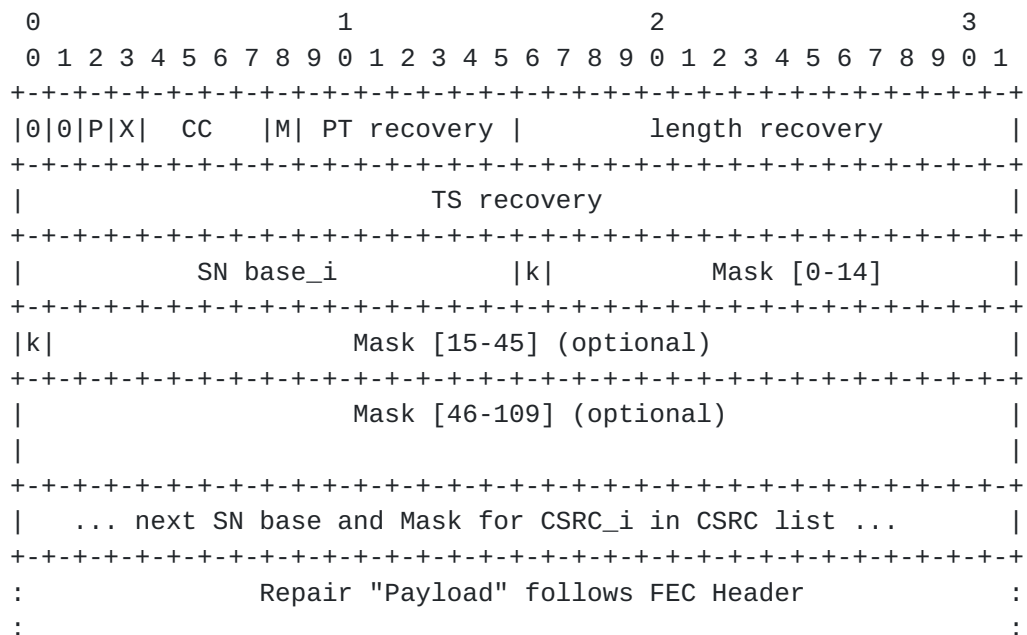 0                   1                   2                   3
 0 1 2 3 4 5 6 7 8 9 0 1 2 3 4 5 6 7 8 9 0 1 2 3 4 5 6 7 8 9 0 1
+-+-+-+-+-+-+-+-+-+-+-+-+-+-+-+-+-+-+-+-+-+-+-+-+-+-+-+-+-+-+-+-+
|0|0|P|X|  CC   |M| PT recovery |        length recovery        |
+-+-+-+-+-+-+-+-+-+-+-+-+-+-+-+-+-+-+-+-+-+-+-+-+-+-+-+-+-+-+-+-+
|                          TS recovery                          |
+-+-+-+-+-+-+-+-+-+-+-+-+-+-+-+-+-+-+-+-+-+-+-+-+-+-+-+-+-+-+-+-+
|           SN base_i           |k|          Mask [0-14]        |
+-+-+-+-+-+-+-+-+-+-+-+-+-+-+-+-+-+-+-+-+-+-+-+-+-+-+-+-+-+-+-+-+
|k|                   Mask [15-45] (optional)                   |
+-+-+-+-+-+-+-+-+-+-+-+-+-+-+-+-+-+-+-+-+-+-+-+-+-+-+-+-+-+-+-+-+
|                     Mask [46-109] (optional)                  |
|                                                               |
+-+-+-+-+-+-+-+-+-+-+-+-+-+-+-+-+-+-+-+-+-+-+-+-+-+-+-+-+-+-+-+-+
|   ... next SN base and Mask for CSRC_i in CSRC list ...       |
+-+-+-+-+-+-+-+-+-+-+-+-+-+-+-+-+-+-+-+-+-+-+-+-+-+-+-+-+-+-+-+-+
:               Repair "Payload" follows FEC Header             :
:                                                               :